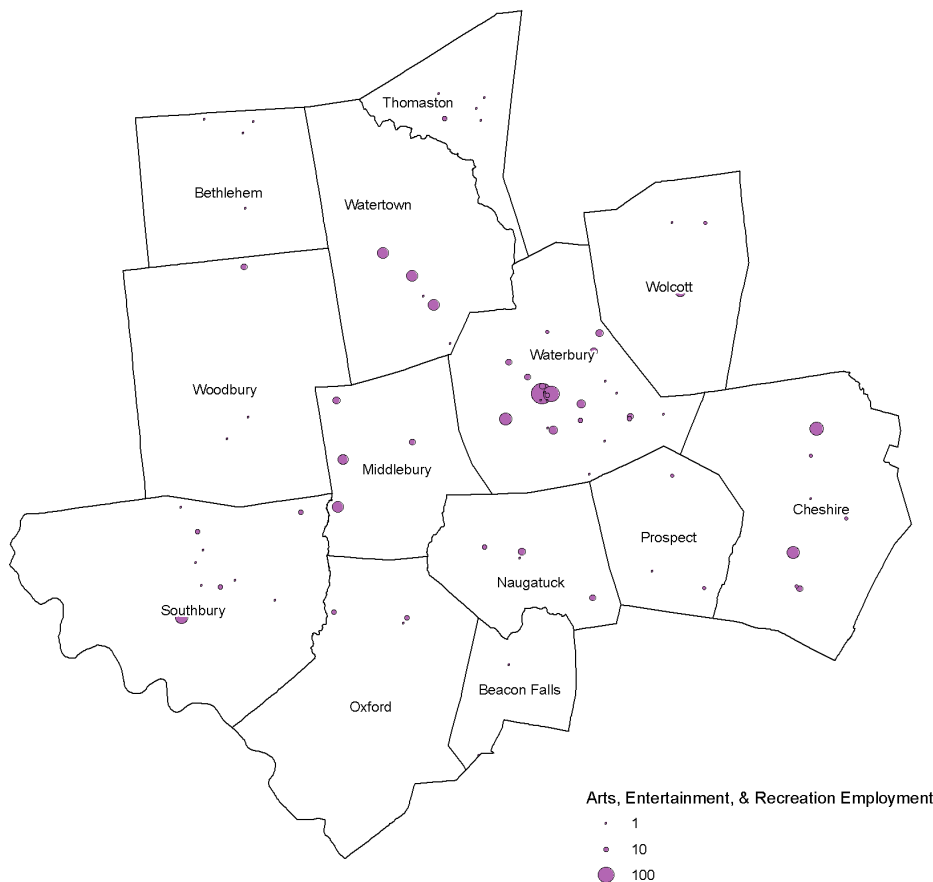 Thomaston
Bethlehem
Watertown
Wolcott
Waterbury
Woodbury
Middlebury
Cheshire
Prospect
Naugatuck
Southbury
Beacon Falls
Oxford
Arts, Entertainment, & Recreation Employment
1
10
100